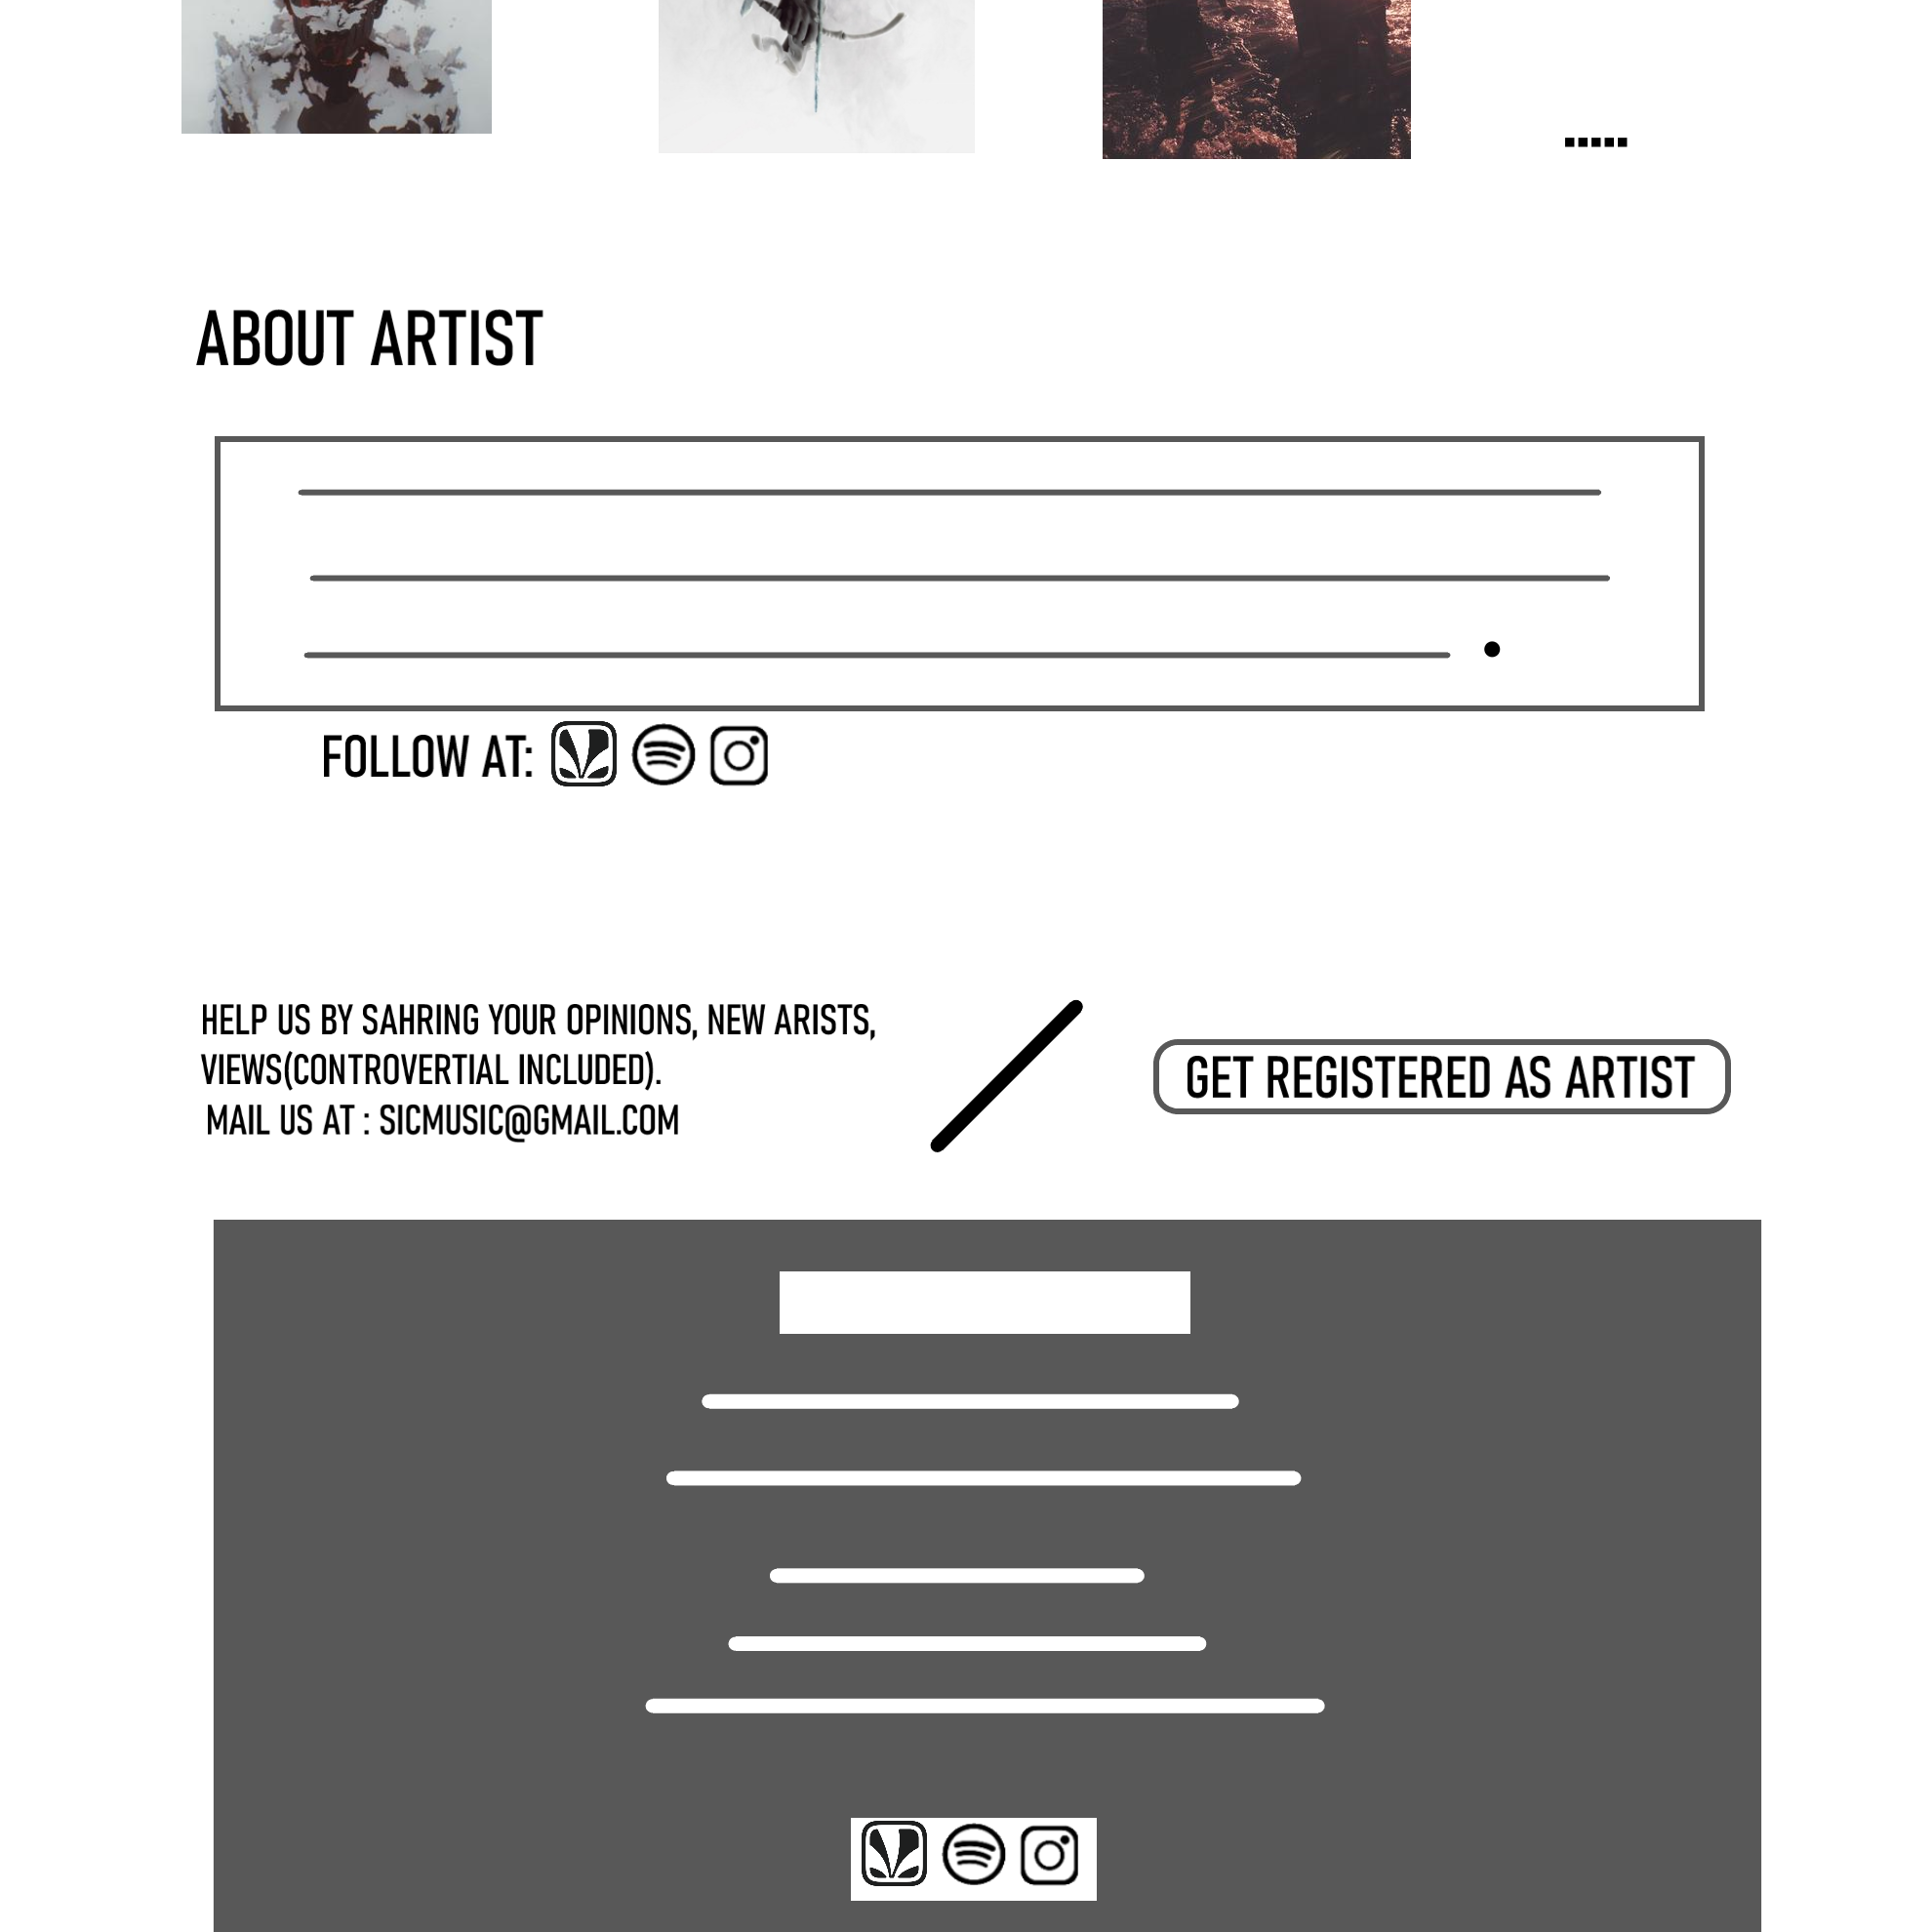 ABOUT ARTIST
FOLLOW AT:
HELP US BY SAHRING YOUR OPINIONS, NEW ARISTS,
VIEWS(CONTROVERTIAL INCLUDED).
MAIL US AT : SICMUSIC@GMAIL.COM
GET REGISTERED AS ARTIST